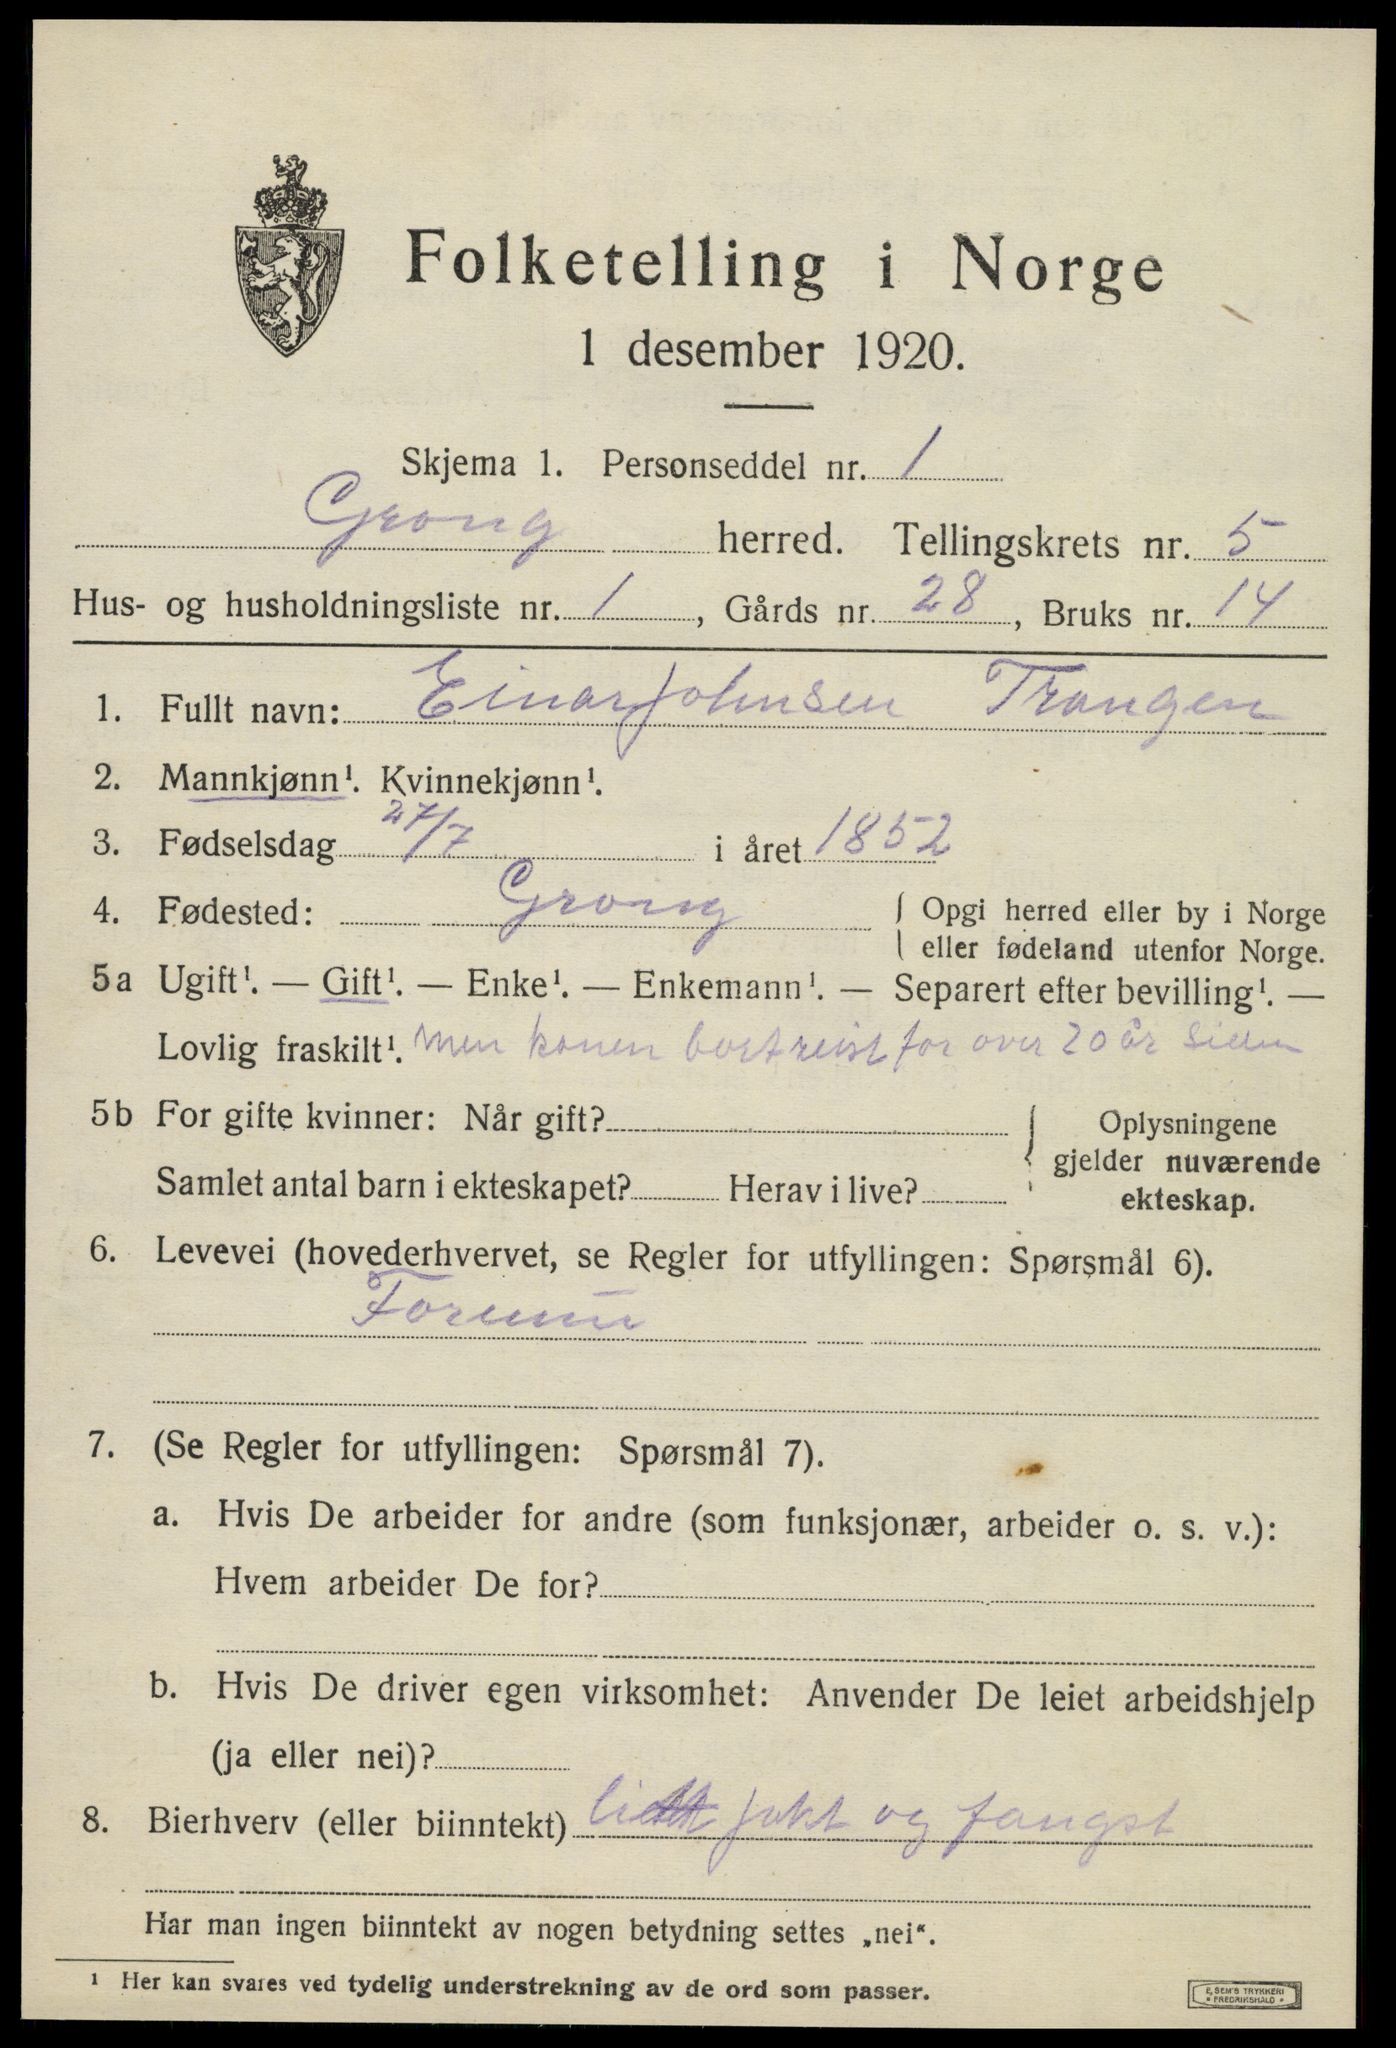 Folketelling i Norge
1 desember 1920.
Skjema 1. Personseddel nr. 1
Grong herred. Tellingskrets nr. 5
Hus- og husholdningsliste nr. 1, Gårds nr. 28, Bruks nr. 14
1. Fullt navn: Einar Johnsen Trangen
2. Mannkjønn¹. Kvinnekjønn¹.
3. Fødselsdag 27/7 i året 1852
4. Fødested: Grong { Opgi herred eller by i Norge
eller fødeland utenfor Norge.
5a Ugift¹. — Gift¹. — Enke¹. — Enkemann¹. — Separert efter bevilling¹. —
Lovlig fraskilt¹. men konen bortreist for over 20 år siden
5b For gifte kvinner: Når gift? } Oplysningene
gjelder nuværende
Samlet antal barn i ekteskapet? Herav i live?
ekteskap.
6. Levevei (hovederhvervet, se Regler for utfyllingen: Spørsmål 6).
7. (Se Regler for utfyllingen: Spørsmål 7).
a. Hvis De arbeider for andre (som funksjonær, arbeider o. s. v.):
Hvem arbeider De for?
b. Hvis De driver egen virksomhet: Anvender De leiet arbeidshjelp
(ja eller nei)?
8. Bierhverv (eller biinntekt) litt jakt og fangst
Har man ingen biinntekt av nogen betydning settes „nei“.
¹ Her kan svares ved tydelig understrekning av de ord som passer.
E. SEM'S TRYKKERI
* FREDRIKSHALD *